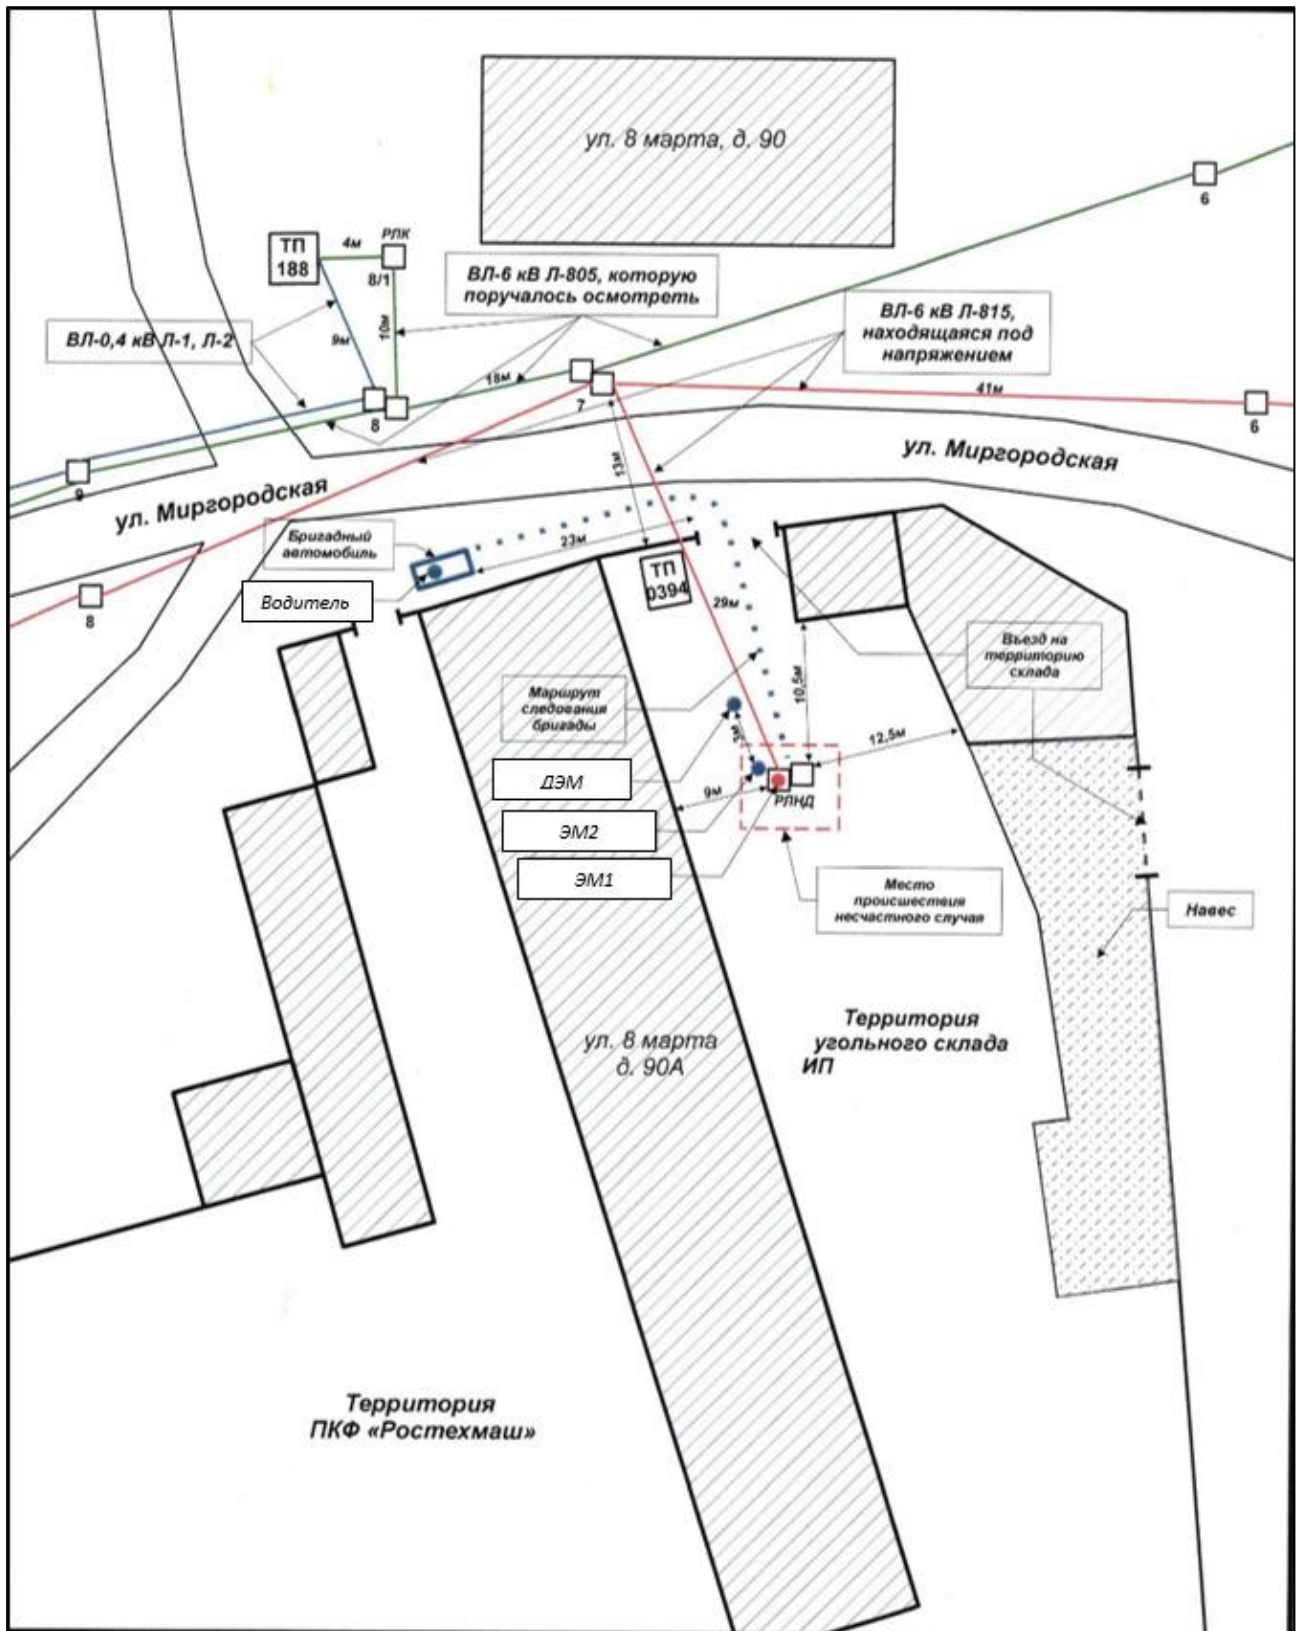 ул. 8 марта, д. 90
6
ТП
188
4м
РЛК
8/1
10м
9м
ВЛ-6 кВ Л-805, которую
поручалось осмотреть
ВЛ-6 кВ Л-815,
находящаяся под
напряжением
ВЛ-0,4 кВ Л-1, Л-2
18м
41м
7
8
6
9
ул. Миргородская
ул. Миргородская
13м
Бригадный
автомобиль
23м
ТП
0394
Водитель
8
29м
Въезд на
территорию
склада
Маршрут
следования
бригады
10,5м
12,5м
ДЭМ
9м
РЛНД
ЭМ2
ЭМ1
Место
происшествия
несчастного случая
Навес
Территория
угольного склада
ИП
ул. 8 марта
д. 90А
Территория
ПКФ «Ростехмаш»